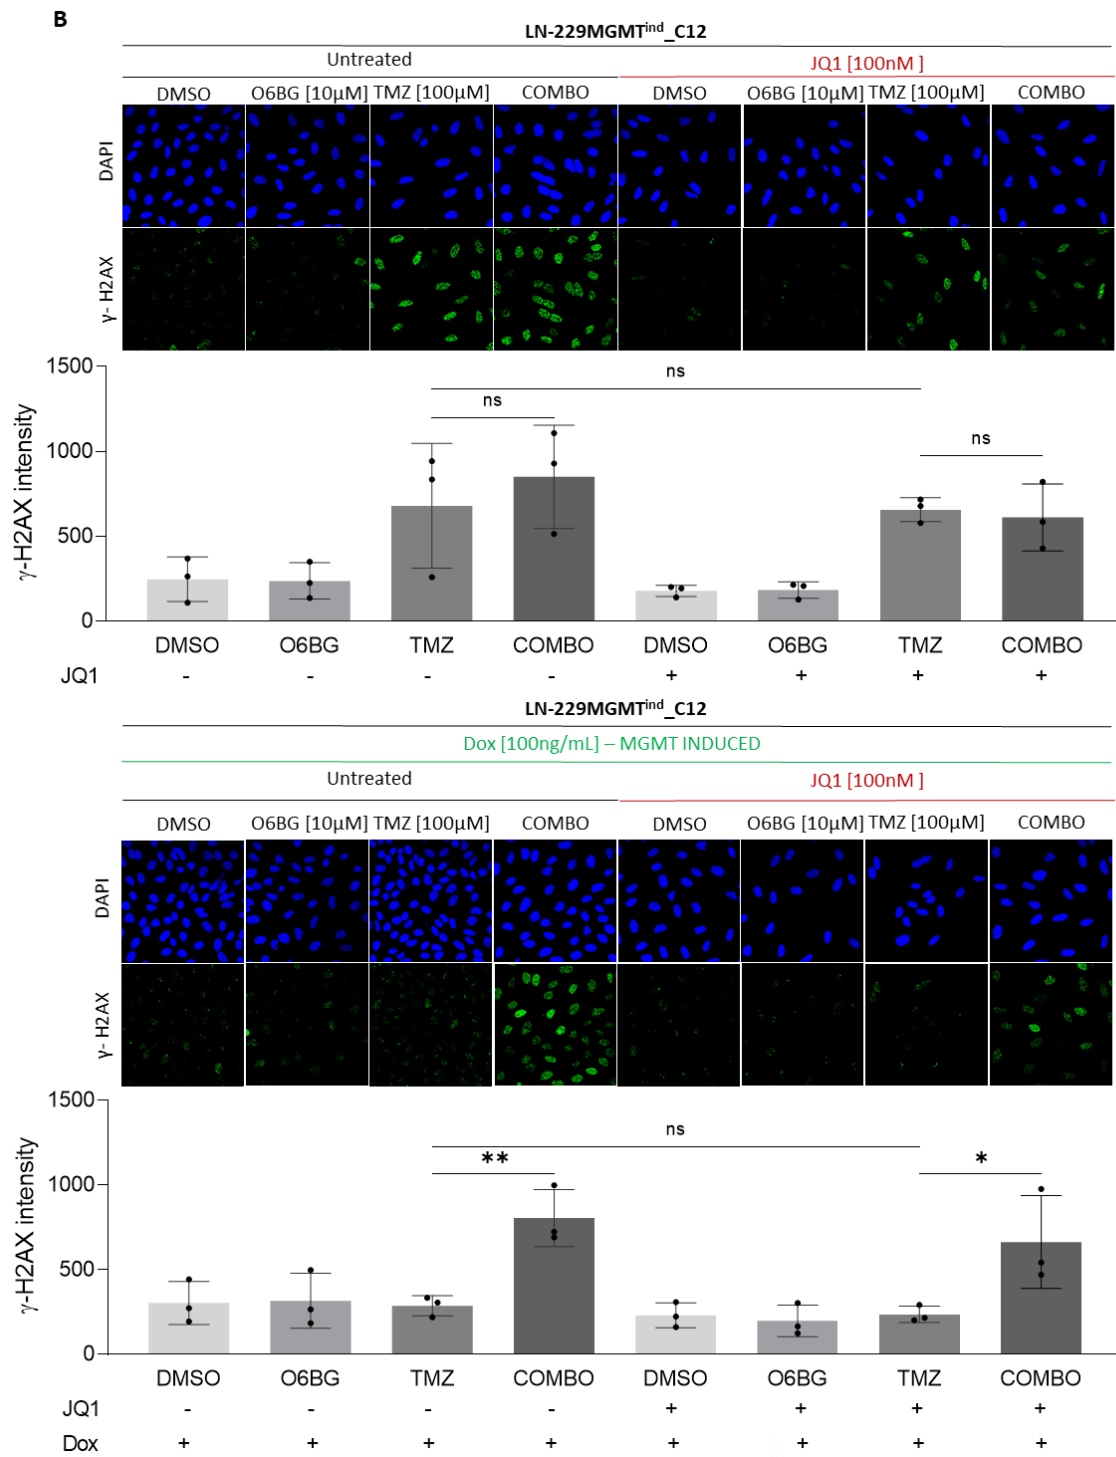 B
LN-229MGMTind_C12
Untreated JQ1 [100nM ]
DMSO O6BG [10µM] TMZ [100µM] COMBO DMSO O6BG [10µM] TMZ [100µM] COMBO
DAPI
γ- H2AX
1500
1000
500
0
γ-H2AX intensity
ns
ns
ns
DMSO O6BG TMZ COMBO DMSO O6BG TMZ COMBO
JQ1 - - - - + + + +
LN-229MGMTind_C12
Dox [100ng/mL] – MGMT INDUCED
Untreated JQ1 [100nM ]
DMSO O6BG [10µM] TMZ [100µM] COMBO DMSO O6BG [10µM] TMZ [100µM] COMBO
DAPI
γ- H2AX
1500
1000
500
0
γ-H2AX intensity
ns
** *
DMSO O6BG TMZ COMBO DMSO O6BG TMZ COMBO
JQ1 - - - - + + + +
Dox + + + + + + + +